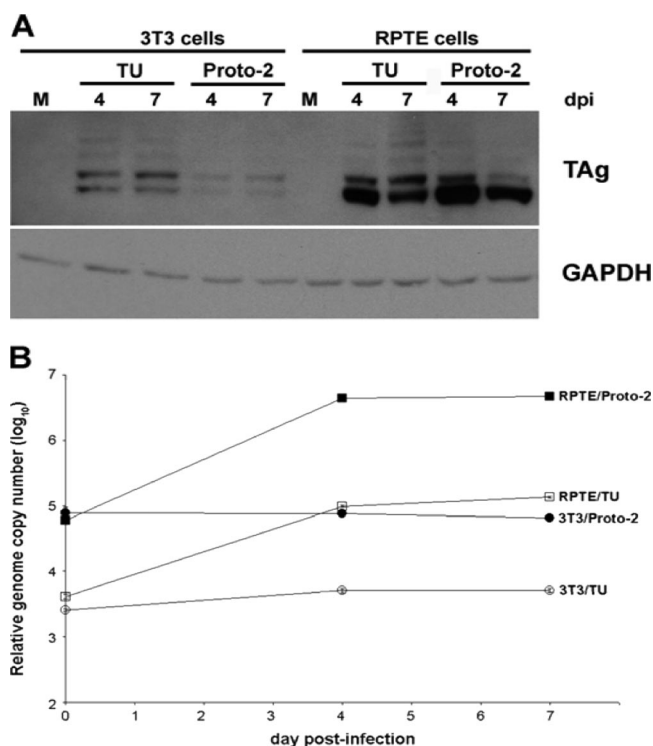 A
3T3 cells RPTE cells
TU Proto-2 TU Proto-2
M 4 7 4 7 M 4 7 4 7 dpi
TAg
GAPDH
B
7
6
5
4
3
2
Relative genome copy number (log10)
RPTE/Proto-2
RPTE/TU
3T3/Proto-2
3T3/TU
0 1 2 3 4 5 6 7
day post-infection